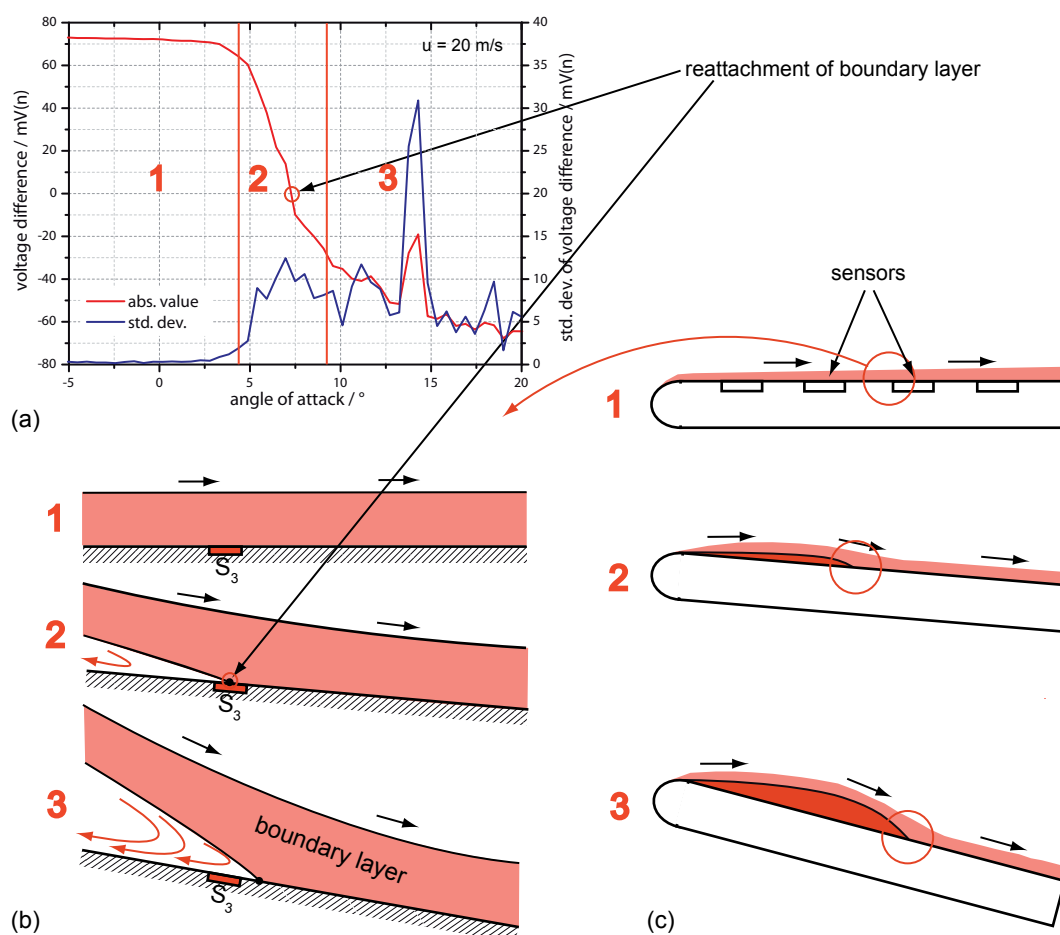 u = 20 m/s
80
60
40
20
0
-20
-40
-60
-80
voltage difference / mV(n)
40
35
30
25
20
15
10
5
0
std. dev. of voltage difference / mV(n)
1
2
3
abs. value
std. dev.
-5
0
5
10
15
20
angle of attack / °
(a)
reattachment of boundary layer
sensors
1
1
S3
2
S3
2
3
boundary layer
S3
3
(b)
(c)